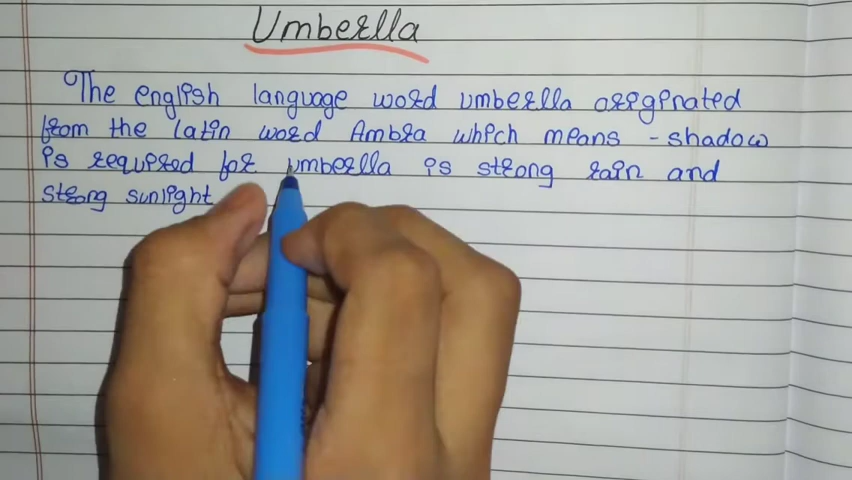 Umberlla
The english language word umberlla originated
from the latin word Ambra which means - shadow
is required for umberlla is strong rain and
strong sunlight